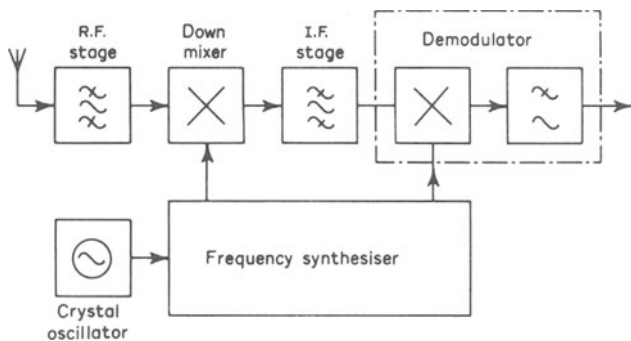 R.F.
stage
Down
mixer
I.F.
stage
Demodulator
Frequency synthesiser
Crystal
oscillator